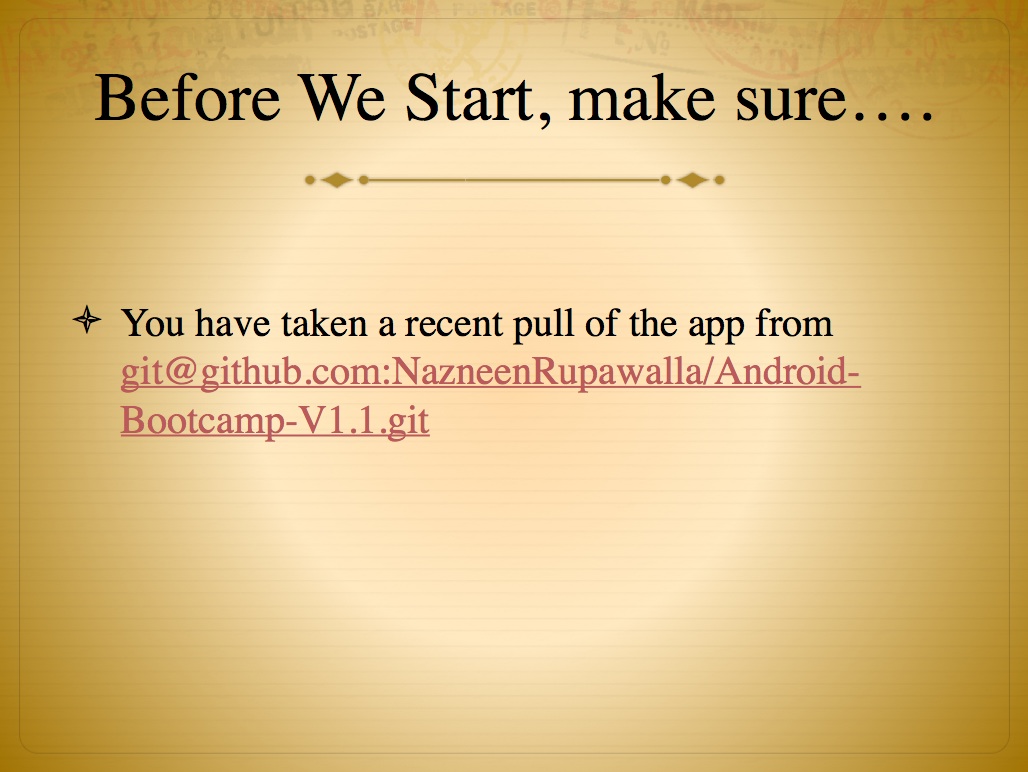 Before We Start, make sure….
You have taken a recent pull of the app from
git@github.com:NazneenRupawalla/Android-
Bootcamp-V1.1.git